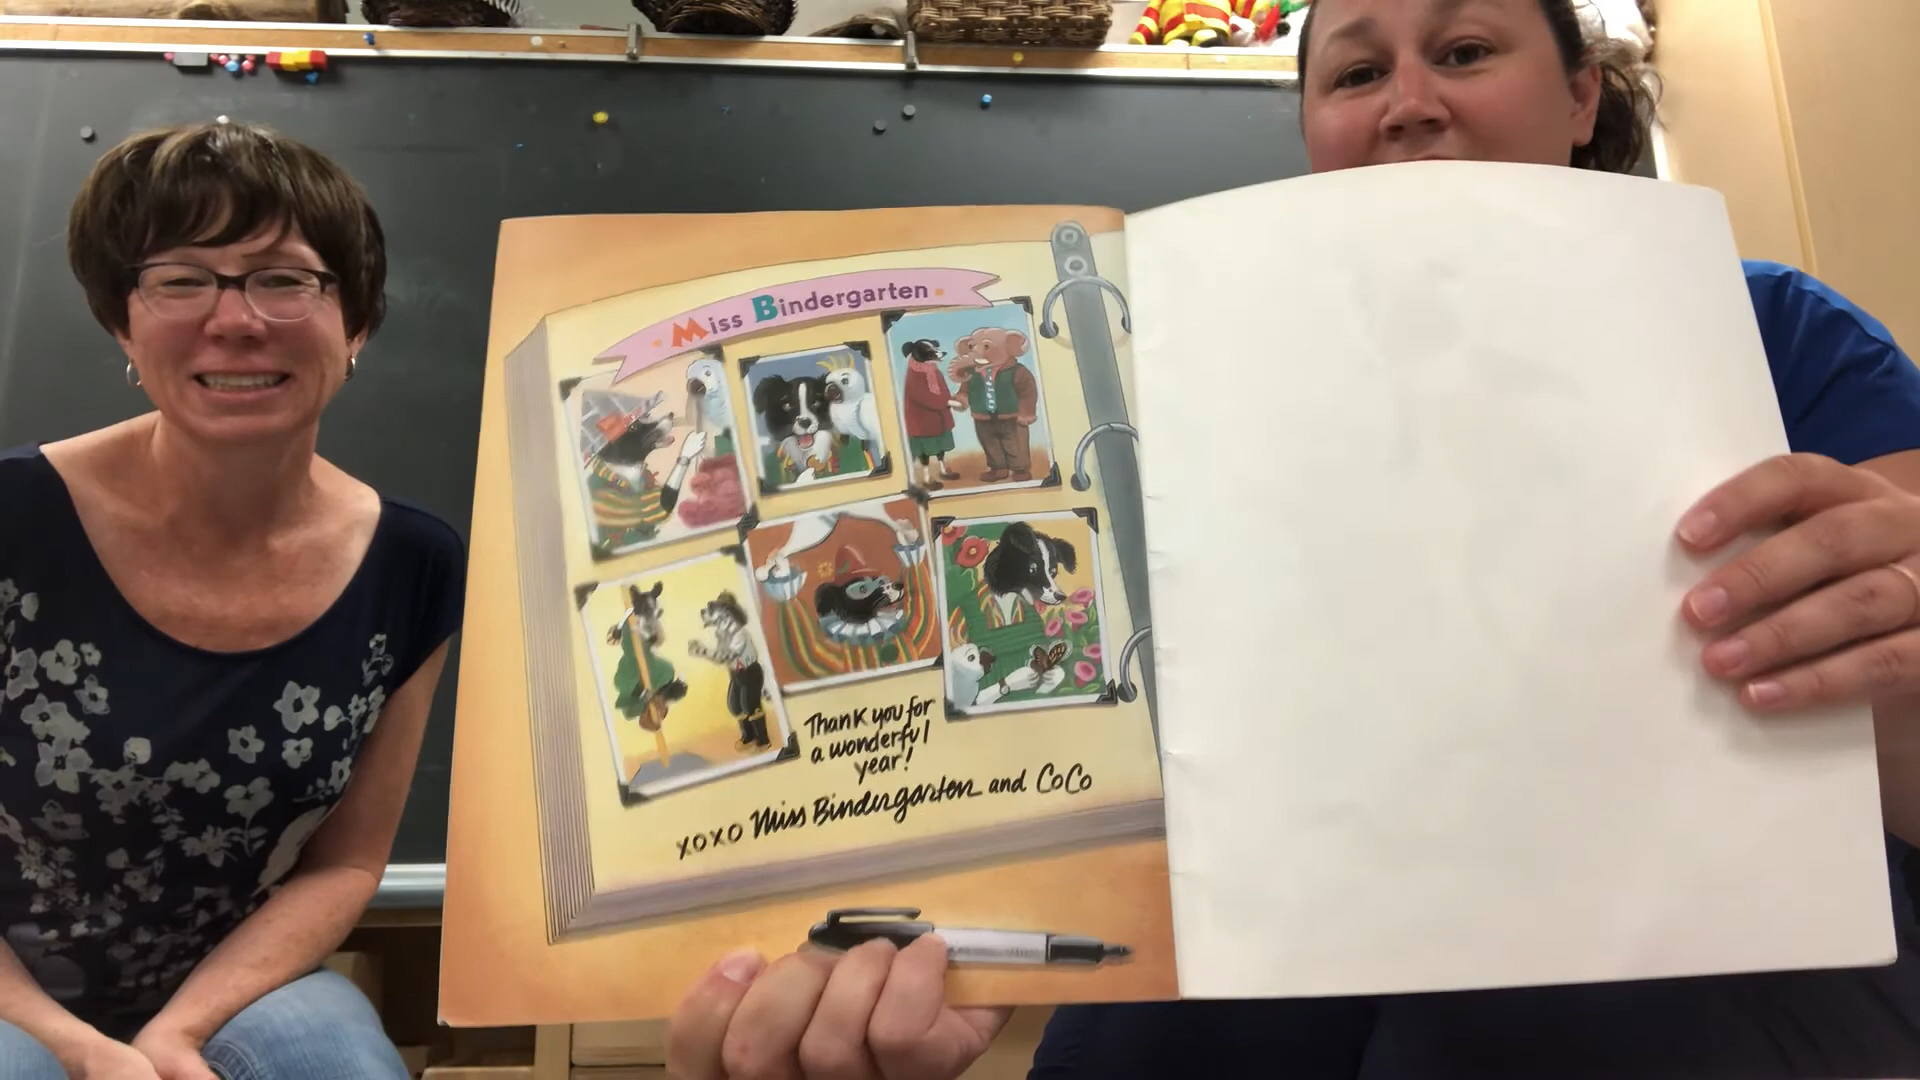 Miss Bindergarten
Thank you for
a wonderful
year!
xoxo Miss Bindergarten and CoCo